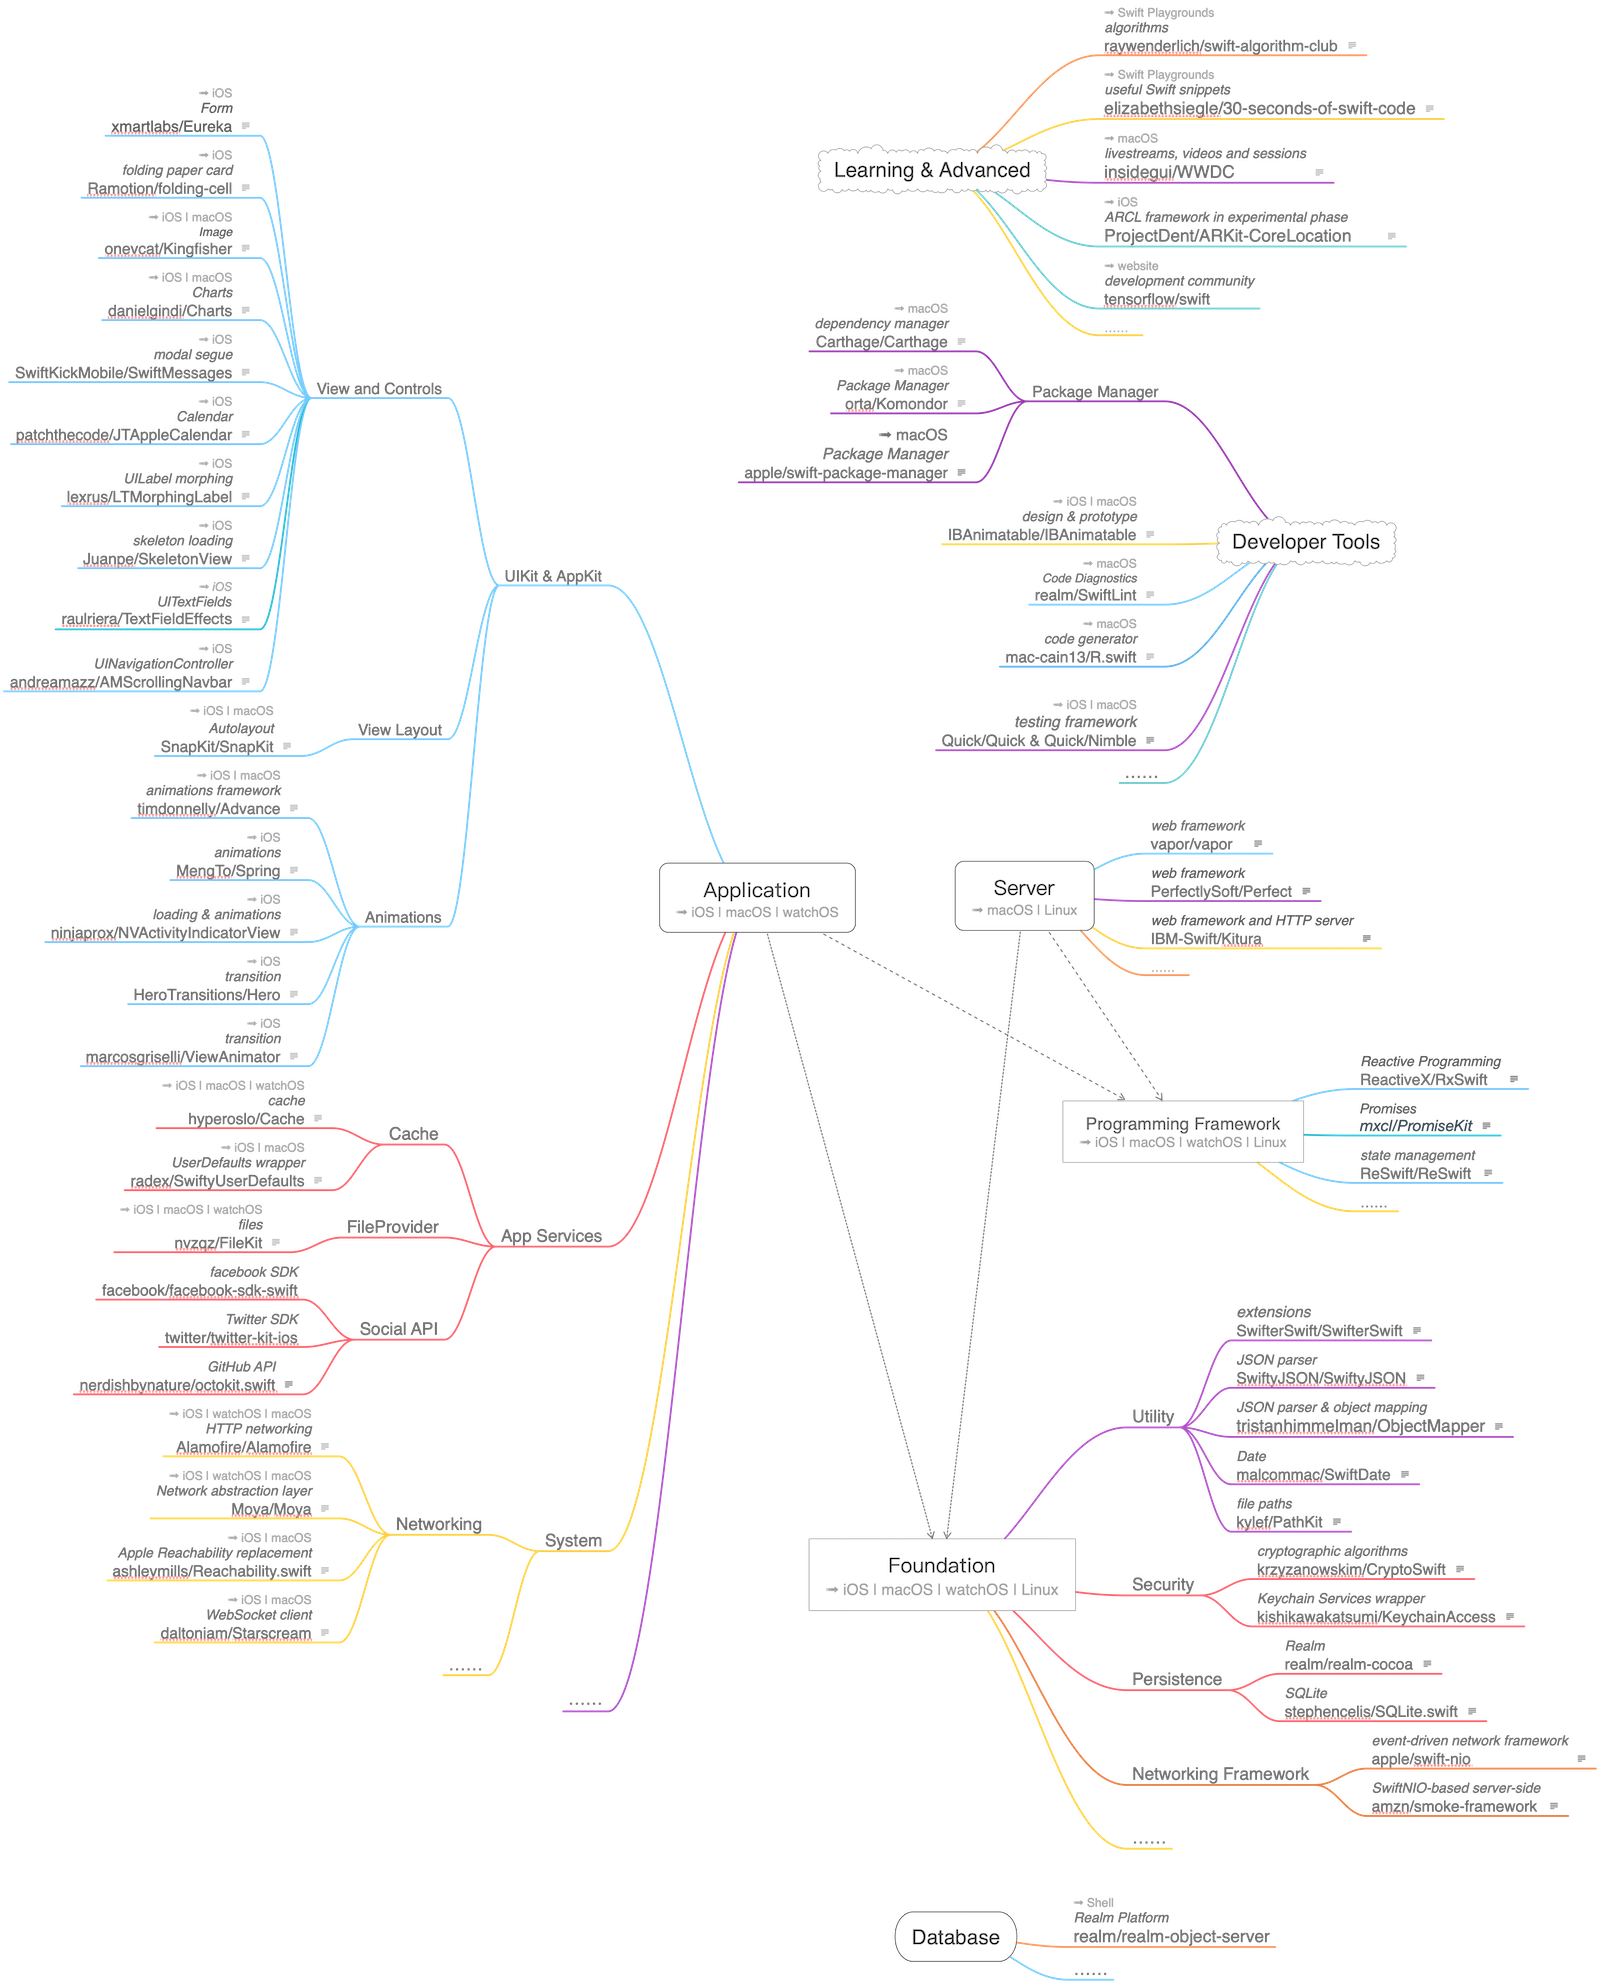 → Swift Playgrounds
algorithms
raywenderlich/swift-algorithm-club
→ Swift Playgrounds
useful Swift snippets
elizabethsiegle/30-seconds-of-swift-code
→ macOS
livestreams, videos and sessions
insidegui/WWDC
→ iOS
ARCL framework in experimental phase
ProjectDent/ARKit-CoreLocation
→ website
development community
tensorflow/swift
......
Learning & Advanced
→ macOS
dependency manager
Carthage/Carthage
→ macOS
Package Manager
orta/Komondor
→ macOS
Package Manager
apple/swift-package-manager
Package Manager
→ iOS | macOS
design & prototype
IBAnimatable/IBAnimatable
→ macOS
Code Diagnostics
realm/SwiftLint
→ macOS
code generator
mac-cain13/R.swift
→ iOS | macOS
testing framework
Quick/Quick & Quick/Nimble
......
Developer Tools
→ iOS
Form
xmartlabs/Eureka
→ iOS
folding paper card
Ramotion/folding-cell
→ iOS | macOS
Image
onevcat/Kingfisher
→ iOS | macOS
Charts
danielgindi/Charts
→ iOS
modal segue
SwiftKickMobile/SwiftMessages
→ iOS
Calendar
patchthecode/JTAppleCalendar
→ iOS
UILabel morphing
lexrus/LTMorphingLabel
→ iOS
skeleton loading
Juanpe/SkeletonView
→ iOS
UITextFields
raulriera/TextFieldEffects
→ iOS
UINavigationController
andreamazz/AMScrollingNavbar
View and Controls
→ iOS | macOS
Autolayout
SnapKit/SnapKit
View Layout
→ iOS | macOS
animations framework
timdonnelly/Advance
→ iOS
animations
MengTo/Spring
→ iOS
loading & animations
ninjaprox/NVActivityIndicatorView
→ iOS
transition
HeroTransitions/Hero
→ iOS
transition
marcosgriselli/ViewAnimator
Animations
UIKit & AppKit
Application
→ iOS | macOS | watchOS
→ iOS | macOS | watchOS
cache
hyperoslo/Cache
→ iOS | macOS
UserDefaults wrapper
radex/SwiftyUserDefaults
Cache
→ iOS | macOS | watchOS
files
nvzqz/FileKit
FileProvider
facebook SDK
facebook/facebook-sdk-swift
Twitter SDK
twitter/twitter-kit-ios
GitHub API
nerdishbynature/octokit.swift
Social API
App Services
→ iOS | watchOS | macOS
HTTP networking
Alamofire/Alamofire
→ iOS | watchOS | macOS
Network abstraction layer
Moya/Moya
→ iOS | macOS
Apple Reachability replacement
ashleymills/Reachability.swift
→ iOS | macOS
WebSocket client
daltoniam/Starscream
Networking
System
......
......
Server
→ macOS | Linux
web framework
vapor/vapor
web framework
PerfectlySoft/Perfect
web framework and HTTP server
IBM-Swift/Kitura
......
Programming Framework
→ iOS | macOS | watchOS | Linux
Reactive Programming
ReactiveX/RxSwift
Promises
mxcl/PromiseKit
state management
ReSwift/ReSwift
......
Foundation
→ iOS | macOS | watchOS | Linux
Utility
extensions
SwifterSwift/SwifterSwift
JSON parser
SwiftyJSON/SwiftyJSON
JSON parser & object mapping
tristanhimmelman/ObjectMapper
Date
malcommac/SwiftDate
file paths
kylef/PathKit
Security
cryptographic algorithms
krzyzanowskim/CryptoSwift
Keychain Services wrapper
kishikawakatsumi/KeychainAccess
Persistence
Realm
realm/realm-cocoa
SQLite
stephencelis/SQLite.swift
Networking Framework
event-driven network framework
apple/swift-nio
SwiftNIO-based server-side
amzn/smoke-framework
......
Database
→ Shell
Realm Platform
realm/realm-object-server
......